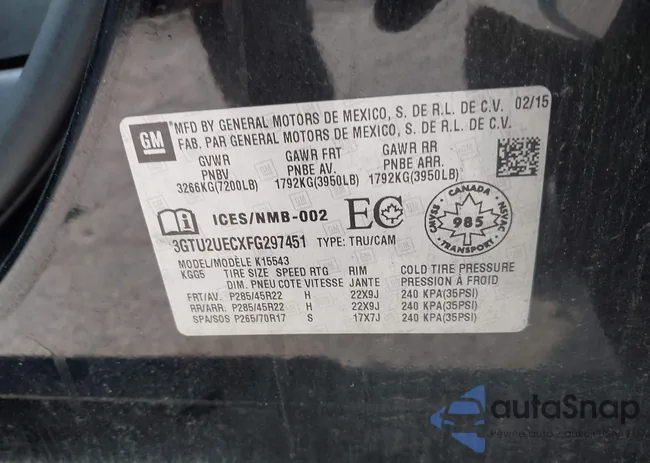 GM
MFD BY GENERAL MOTORS DE MEXICO, S. DE R.L. DE C.V. 02/15
FAB. PAR GENERAL MOTORS DE MEXICO, S. DE R.L. DE C.V.
GVWR GAWR FRT GAWR RR
PNBV PNBE AV. PNBE ARR.
3266KG(7200LB) 1792KG(3950LB) 1792KG(3950LB)
ICES/NMB-002 EC
CANADA
CMVSS NSVAC
985
TRANSPORT
3GTU2UECXFG297451 TYPE: TRU/CAM
MODEL/MODÈLE K15543
KGG5 TIRE SIZE SPEED RTG RIM COLD TIRE PRESSURE
DIM. PNEU COTE VITESSE JANTE PRESSION À FROID
FRT/AV. P285/45R22 H 22X9J 240 KPA(35PSI)
RR/ARR. P285/45R22 H 22X9J 240 KPA(35PSI)
SPA/SOS P265/70R17 S 17X7J 240 KPA(35PSI)
autaSnap